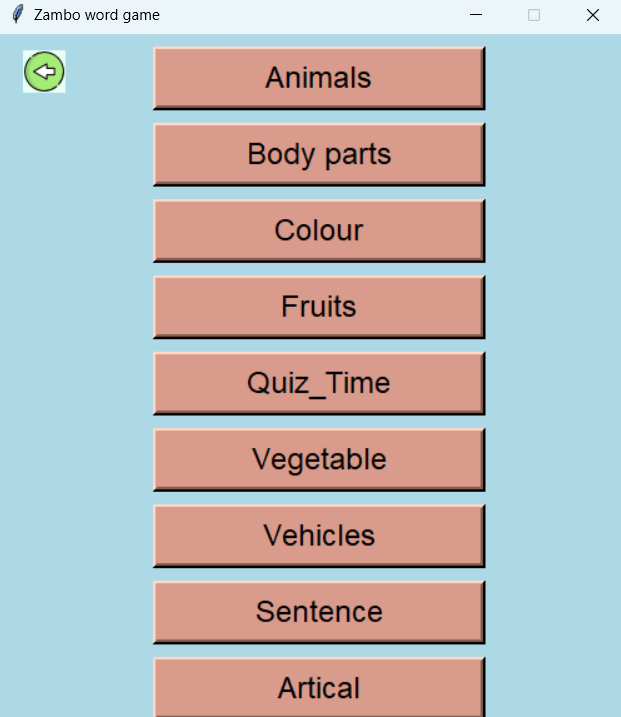 Zambo word game
Animals
Body parts
Colour
Fruits
Quiz_Time
Vegetable
Vehicles
Sentence
Artical